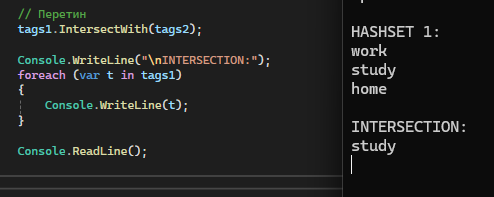 // Перетин
tags1.IntersectWith(tags2);
Console.WriteLine("\nINTERSECTION:");
foreach (var t in tags1)
{
Console.WriteLine(t);
}
Console.ReadLine();
HASHSET 1:
work
study
home
INTERSECTION:
study